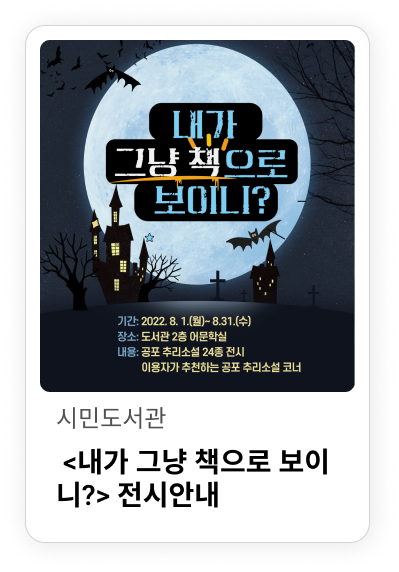 내가
그냥 책으로
보이니?
기간: 2022. 8. 1.(월)~ 8.31.(수)
장소: 도서관 2층 어문학실
내용: 공포 추리소설 24종 전시
이용자가 추천하는 공포 추리소설 코너
시민도서관
<내가 그냥 책으로 보이
니?> 전시안내